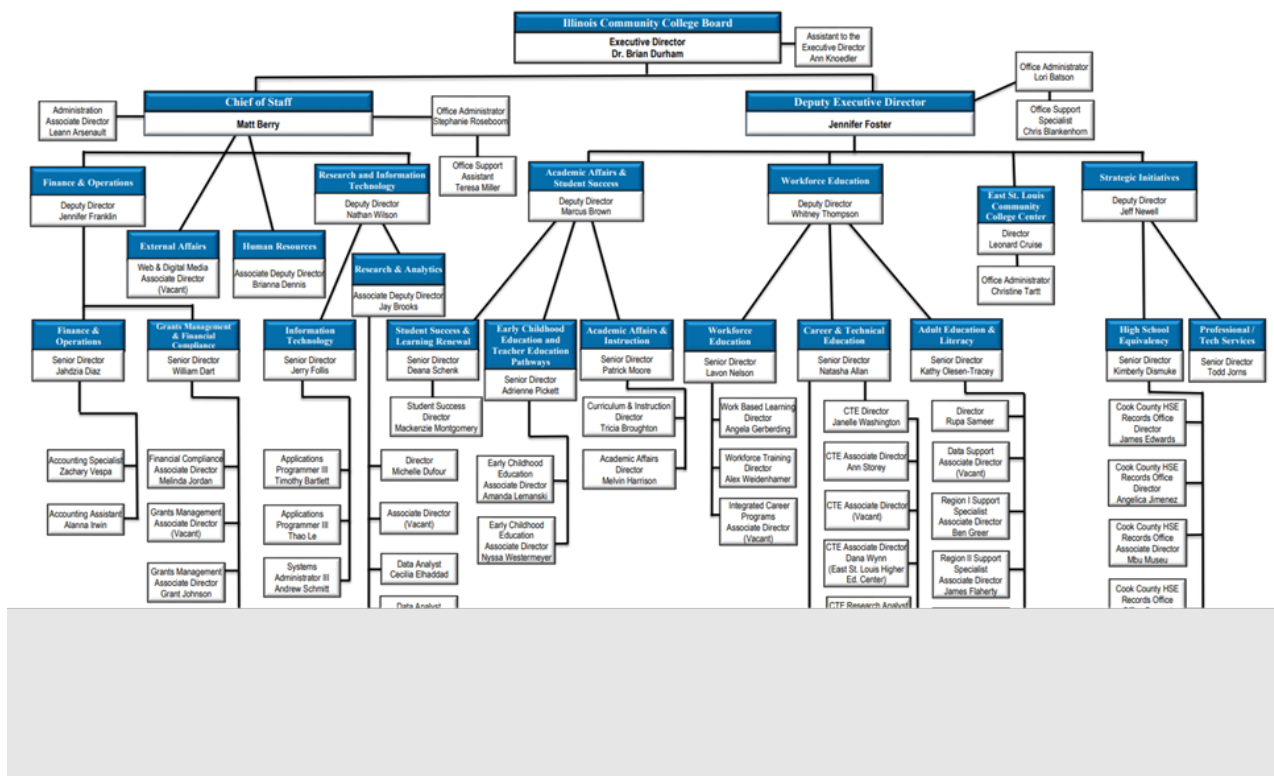 Illinois Community College Board
Executive Director
Dr. Brian Durham
Assistant to the
Executive Director
Ann Knoedler
Chief of Staff
Matt Berry
Administration
Associate Director
Leann Arsenault
Office Administrator
Stephanie Roseboom
Office Support
Assistant
Teresa Miller
Deputy Executive Director
Jennifer Foster
Office Administrator
Lori Batson
Office Support
Specialist
Chris Blankenhorn
Finance & Operations
Deputy Director
Jennifer Franklin
External Affairs
Web & Digital Media
Associate Director
(Vacant)
Human Resources
Associate Deputy Director
Brianna Dennis
Research and Information
Technology
Deputy Director
Nathan Wilson
Research & Analytics
Associate Deputy Director
Jay Brooks
Academic Affairs &
Student Success
Deputy Director
Marcus Brown
Workforce Education
Deputy Director
Whitney Thompson
East St. Louis
Community
College Center
Director
Leonard Cruise
Office Administrator
Christine Tartt
Strategic Initiatives
Deputy Director
Jeff Newell
Finance &
Operations
Senior Director
Jahdzia Diaz
Accounting Specialist
Zachary Vespa
Accounting Assistant
Alanna Irwin
Grants Management
& Financial
Compliance
Senior Director
William Dart
Financial Compliance
Associate Director
Melinda Jordan
Grants Management
Associate Director
(Vacant)
Grants Management
Associate Director
Grant Johnson
Information
Technology
Senior Director
Jerry Follis
Applications
Programmer III
Timothy Bartlett
Applications
Programmer III
Thao Le
Systems
Administrator III
Andrew Schmitt
Director
Michelle Dufour
Associate Director
(Vacant)
Data Analyst
Cecilia Elhaddad
Data Analyst
Student Success &
Learning Renewal
Senior Director
Deana Schenk
Student Success
Director
Mackenzie Montgomery
Early Childhood
Education and
Teacher Education
Pathways
Senior Director
Adrienne Pickett
Early Childhood
Education
Associate Director
Amanda Lemanski
Early Childhood
Education
Associate Director
Nyssa Westermeyer
Academic Affairs &
Instruction
Senior Director
Patrick Moore
Curriculum & Instruction
Director
Tricia Broughton
Academic Affairs
Director
Melvin Harrison
Workforce
Education
Senior Director
Lavon Nelson
Work Based Learning
Director
Angela Gerberding
Workforce Training
Director
Alex Weidenhamer
Integrated Career
Programs
Associate Director
(Vacant)
Career & Technical
Education
Senior Director
Natasha Allan
CTE Director
Janelle Washington
CTE Associate Director
Ann Storey
CTE Associate Director
(Vacant)
CTE Associate Director
Dana Wynn
(East St. Louis Higher
Ed. Center)
CTE Research Analyst
Adult Education &
Literacy
Senior Director
Kathy Olesen-Tracey
Director
Rupa Sameer
Data Support
Associate Director
(Vacant)
Region I Support
Specialist
Associate Director
Ben Greer
Region II Support
Specialist
Associate Director
James Flaherty
High School
Equivalency
Senior Director
Kimberly Dismuke
Cook County HSE
Records Office
Director
James Edwards
Cook County HSE
Records Office
Director
Angelica Jimenez
Cook County HSE
Records Office
Associate Director
Mbu Museu
Cook County HSE
Records Office
Professional /
Tech Services
Senior Director
Todd Jorns